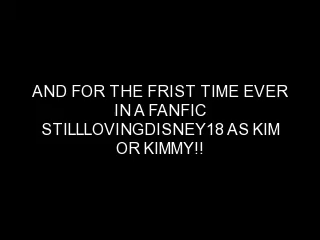 AND FOR THE FRIST TIME EVER
IN A FANFIC
STILLLOVINGDISNEY18 AS KIM
OR KIMMY!!